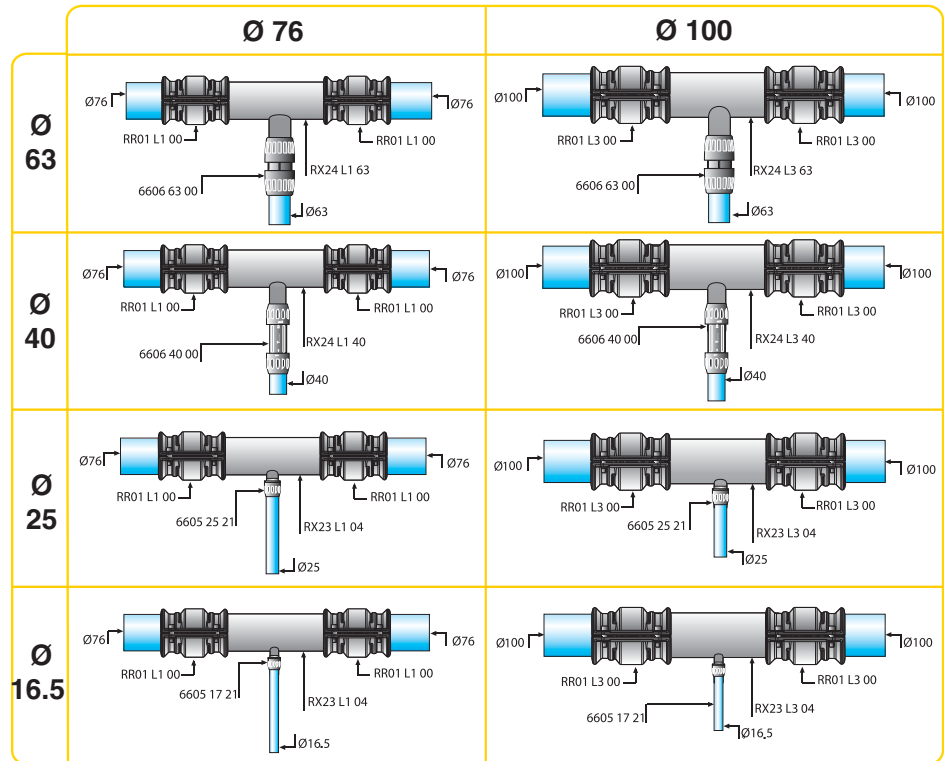 Ø 76
Ø 100
Ø
63
Ø76
Ø76
RR01 L1 00
RR01 L1 00
RX24 L1 63
6606 63 00
Ø63
Ø100
Ø100
RR01 L3 00
RR01 L3 00
RX24 L3 63
6606 63 00
Ø63
Ø
40
Ø76
Ø76
RR01 L1 00
RR01 L1 00
RX24 L1 40
6606 40 00
Ø40
Ø100
Ø100
RR01 L3 00
RR01 L3 00
RX24 L3 40
6606 40 00
Ø40
Ø
25
Ø76
Ø76
RR01 L1 00
RR01 L1 00
6605 25 21
RX23 L1 04
Ø25
Ø100
Ø100
RR01 L3 00
RR01 L3 00
6605 25 21
RX23 L3 04
Ø25
Ø
16.5
Ø76
Ø76
RR01 L1 00
RR01 L1 00
6605 17 21
RX23 L1 04
Ø16.5
Ø100
Ø100
RR01 L3 00
RR01 L3 00
6605 17 21
RX23 L3 04
Ø16.5